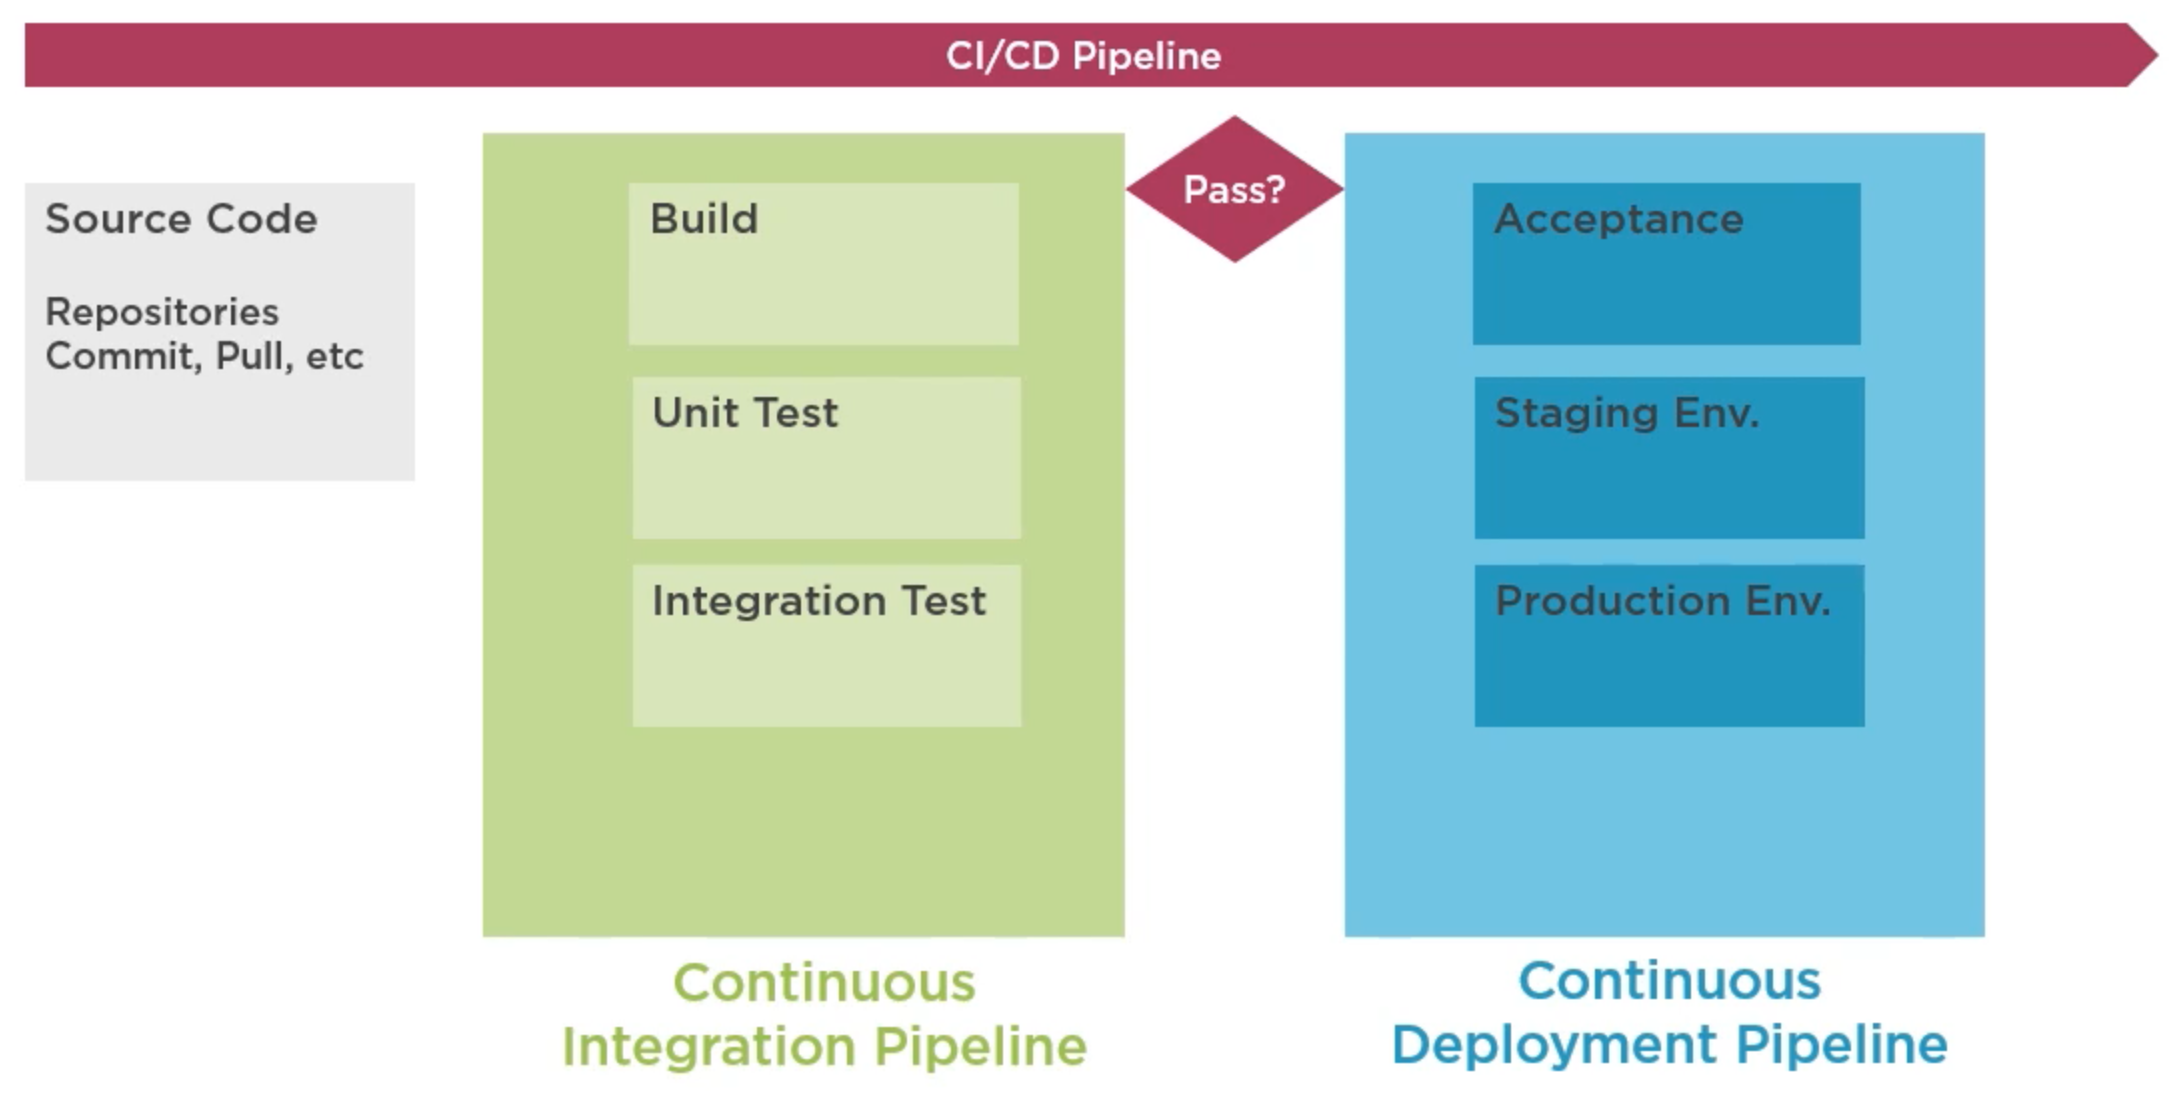 CI/CD Pipeline
Source Code
Repositories
Commit, Pull, etc
Build
Unit Test
Integration Test
Pass?
Acceptance
Staging Env.
Production Env.
Continuous
Integration Pipeline
Continuous
Deployment Pipeline